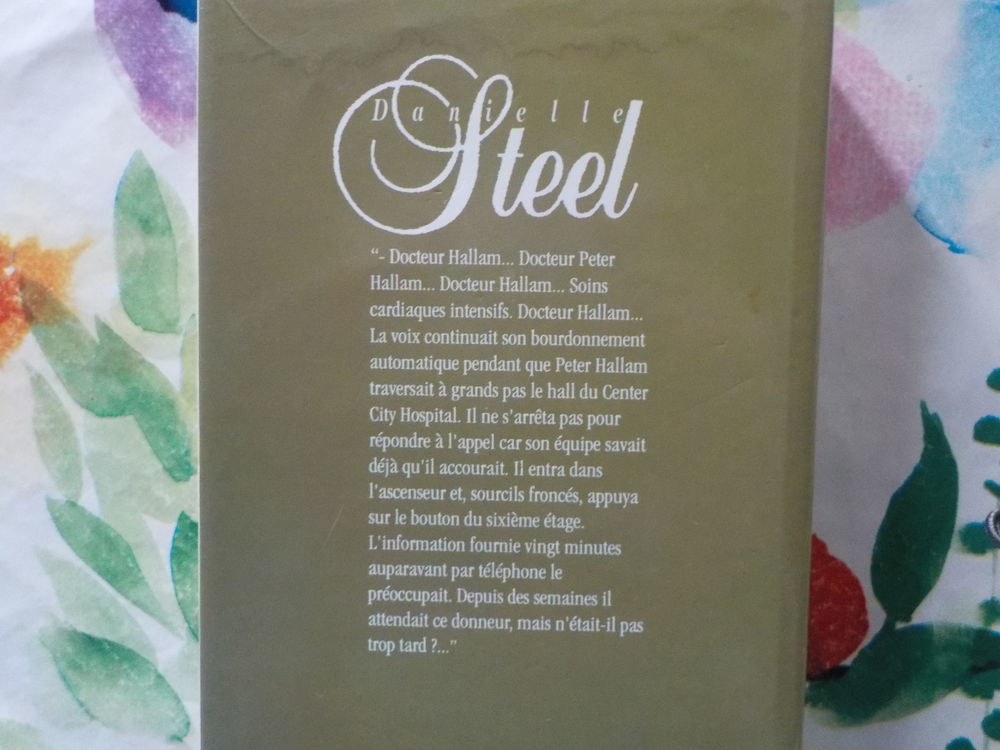 Danielle
Steel
“- Docteur Hallam... Docteur Peter
Hallam... Docteur Hallam... Soins
cardiaques intensifs. Docteur Hallam...
La voix continuait son bourdonnement
automatique pendant que Peter Hallam
traversait à grands pas le hall du Center
City Hospital. Il ne s'arrêta pas pour
répondre à l'appel car son équipe savait
déjà qu'il accourait. Il entra dans
l'ascenseur et, sourcils froncés, appuya
sur le bouton du sixième étage.
L'information fournie vingt minutes
auparavant par téléphone le
préoccupait. Depuis des semaines il
attendait ce donneur, mais n'était-il pas
trop tard ?...”